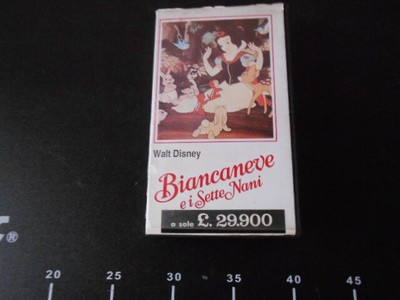 Walt Disney
Biancaneve
e i Sette Nani
a sole £. 29.900
®
20 25 30 35 40 45